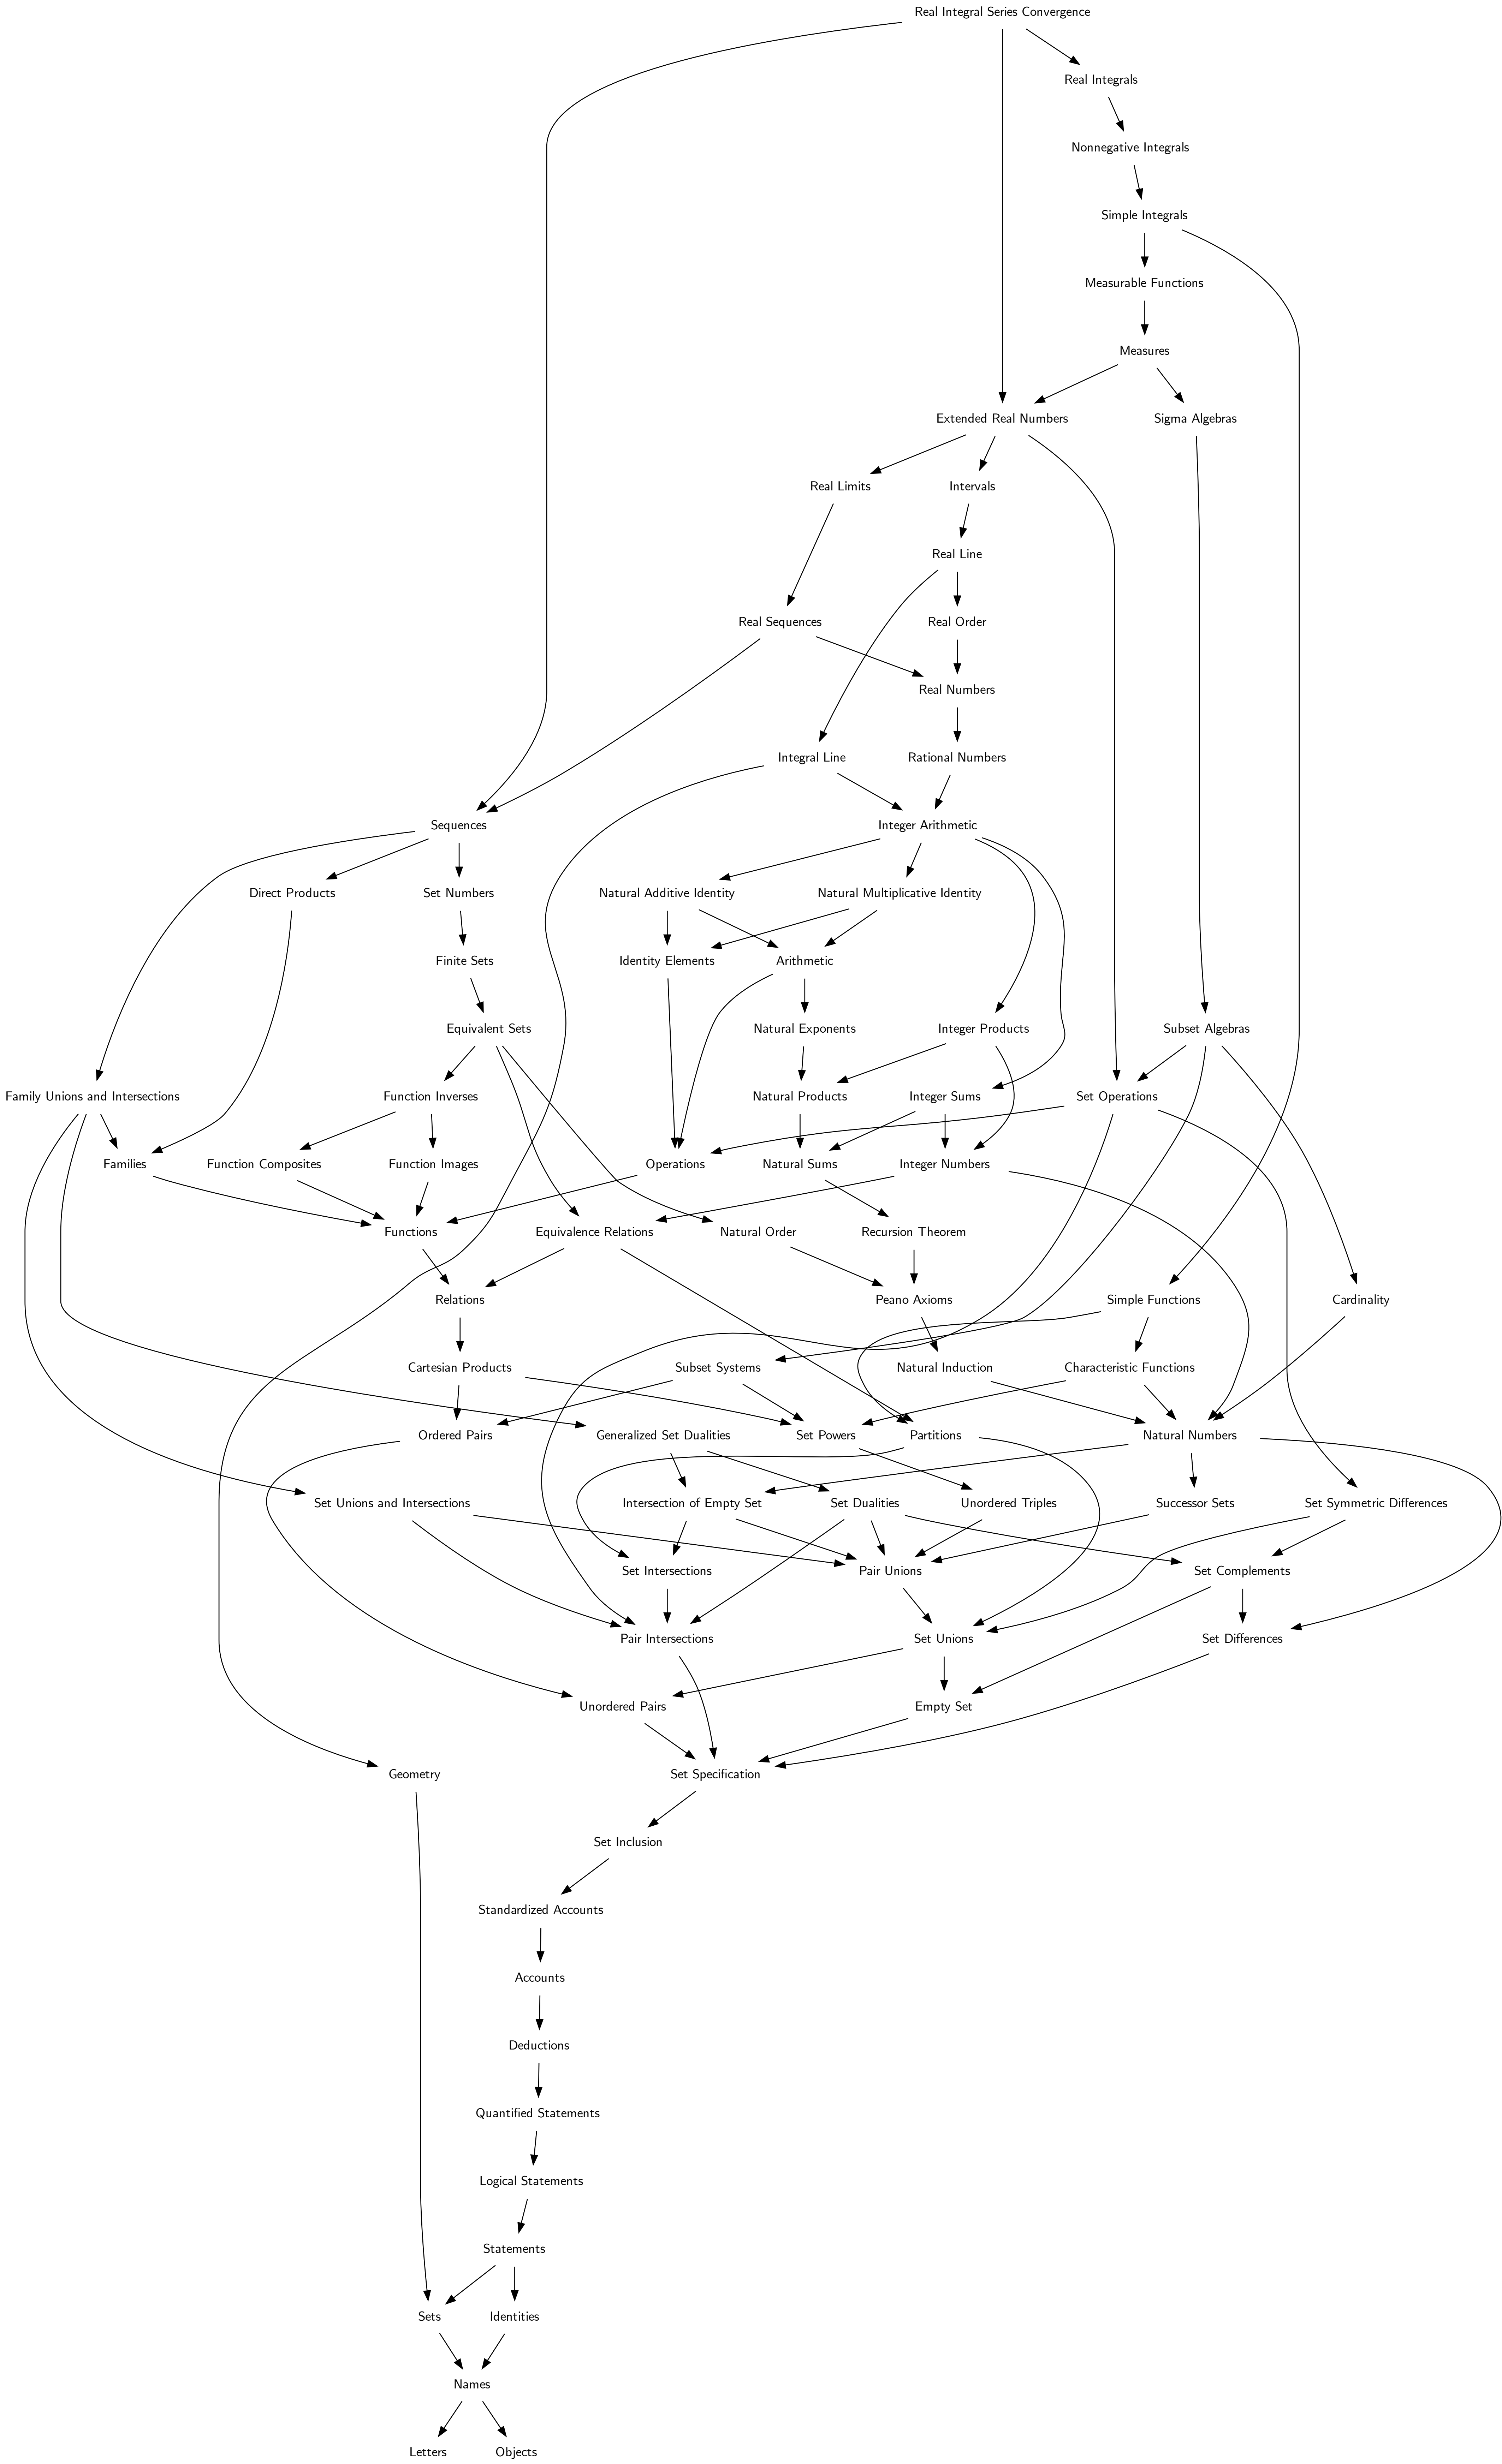 Real Integral Series Convergence
Real Integrals
Nonnegative Integrals
Simple Integrals
Measurable Functions
Measures
Extended Real Numbers
Sigma Algebras
Real Limits
Intervals
Real Line
Real Sequences
Real Order
Real Numbers
Integral Line
Rational Numbers
Sequences
Integer Arithmetic
Direct Products
Set Numbers
Natural Additive Identity
Natural Multiplicative Identity
Finite Sets
Identity Elements
Arithmetic
Equivalent Sets
Natural Exponents
Integer Products
Subset Algebras
Family Unions and Intersections
Function Inverses
Natural Products
Integer Sums
Set Operations
Families
Function Composites
Function Images
Operations
Natural Sums
Integer Numbers
Functions
Equivalence Relations
Natural Order
Recursion Theorem
Relations
Peano Axioms
Simple Functions
Cardinality
Cartesian Products
Subset Systems
Natural Induction
Characteristic Functions
Ordered Pairs
Generalized Set Dualities
Set Powers
Partitions
Natural Numbers
Set Unions and Intersections
Intersection of Empty Set
Set Dualities
Unordered Triples
Successor Sets
Set Symmetric Differences
Set Intersections
Pair Unions
Set Complements
Pair Intersections
Set Unions
Set Differences
Unordered Pairs
Empty Set
Geometry
Set Specification
Set Inclusion
Standardized Accounts
Accounts
Deductions
Quantified Statements
Logical Statements
Statements
Sets
Identities
Names
Letters
Objects